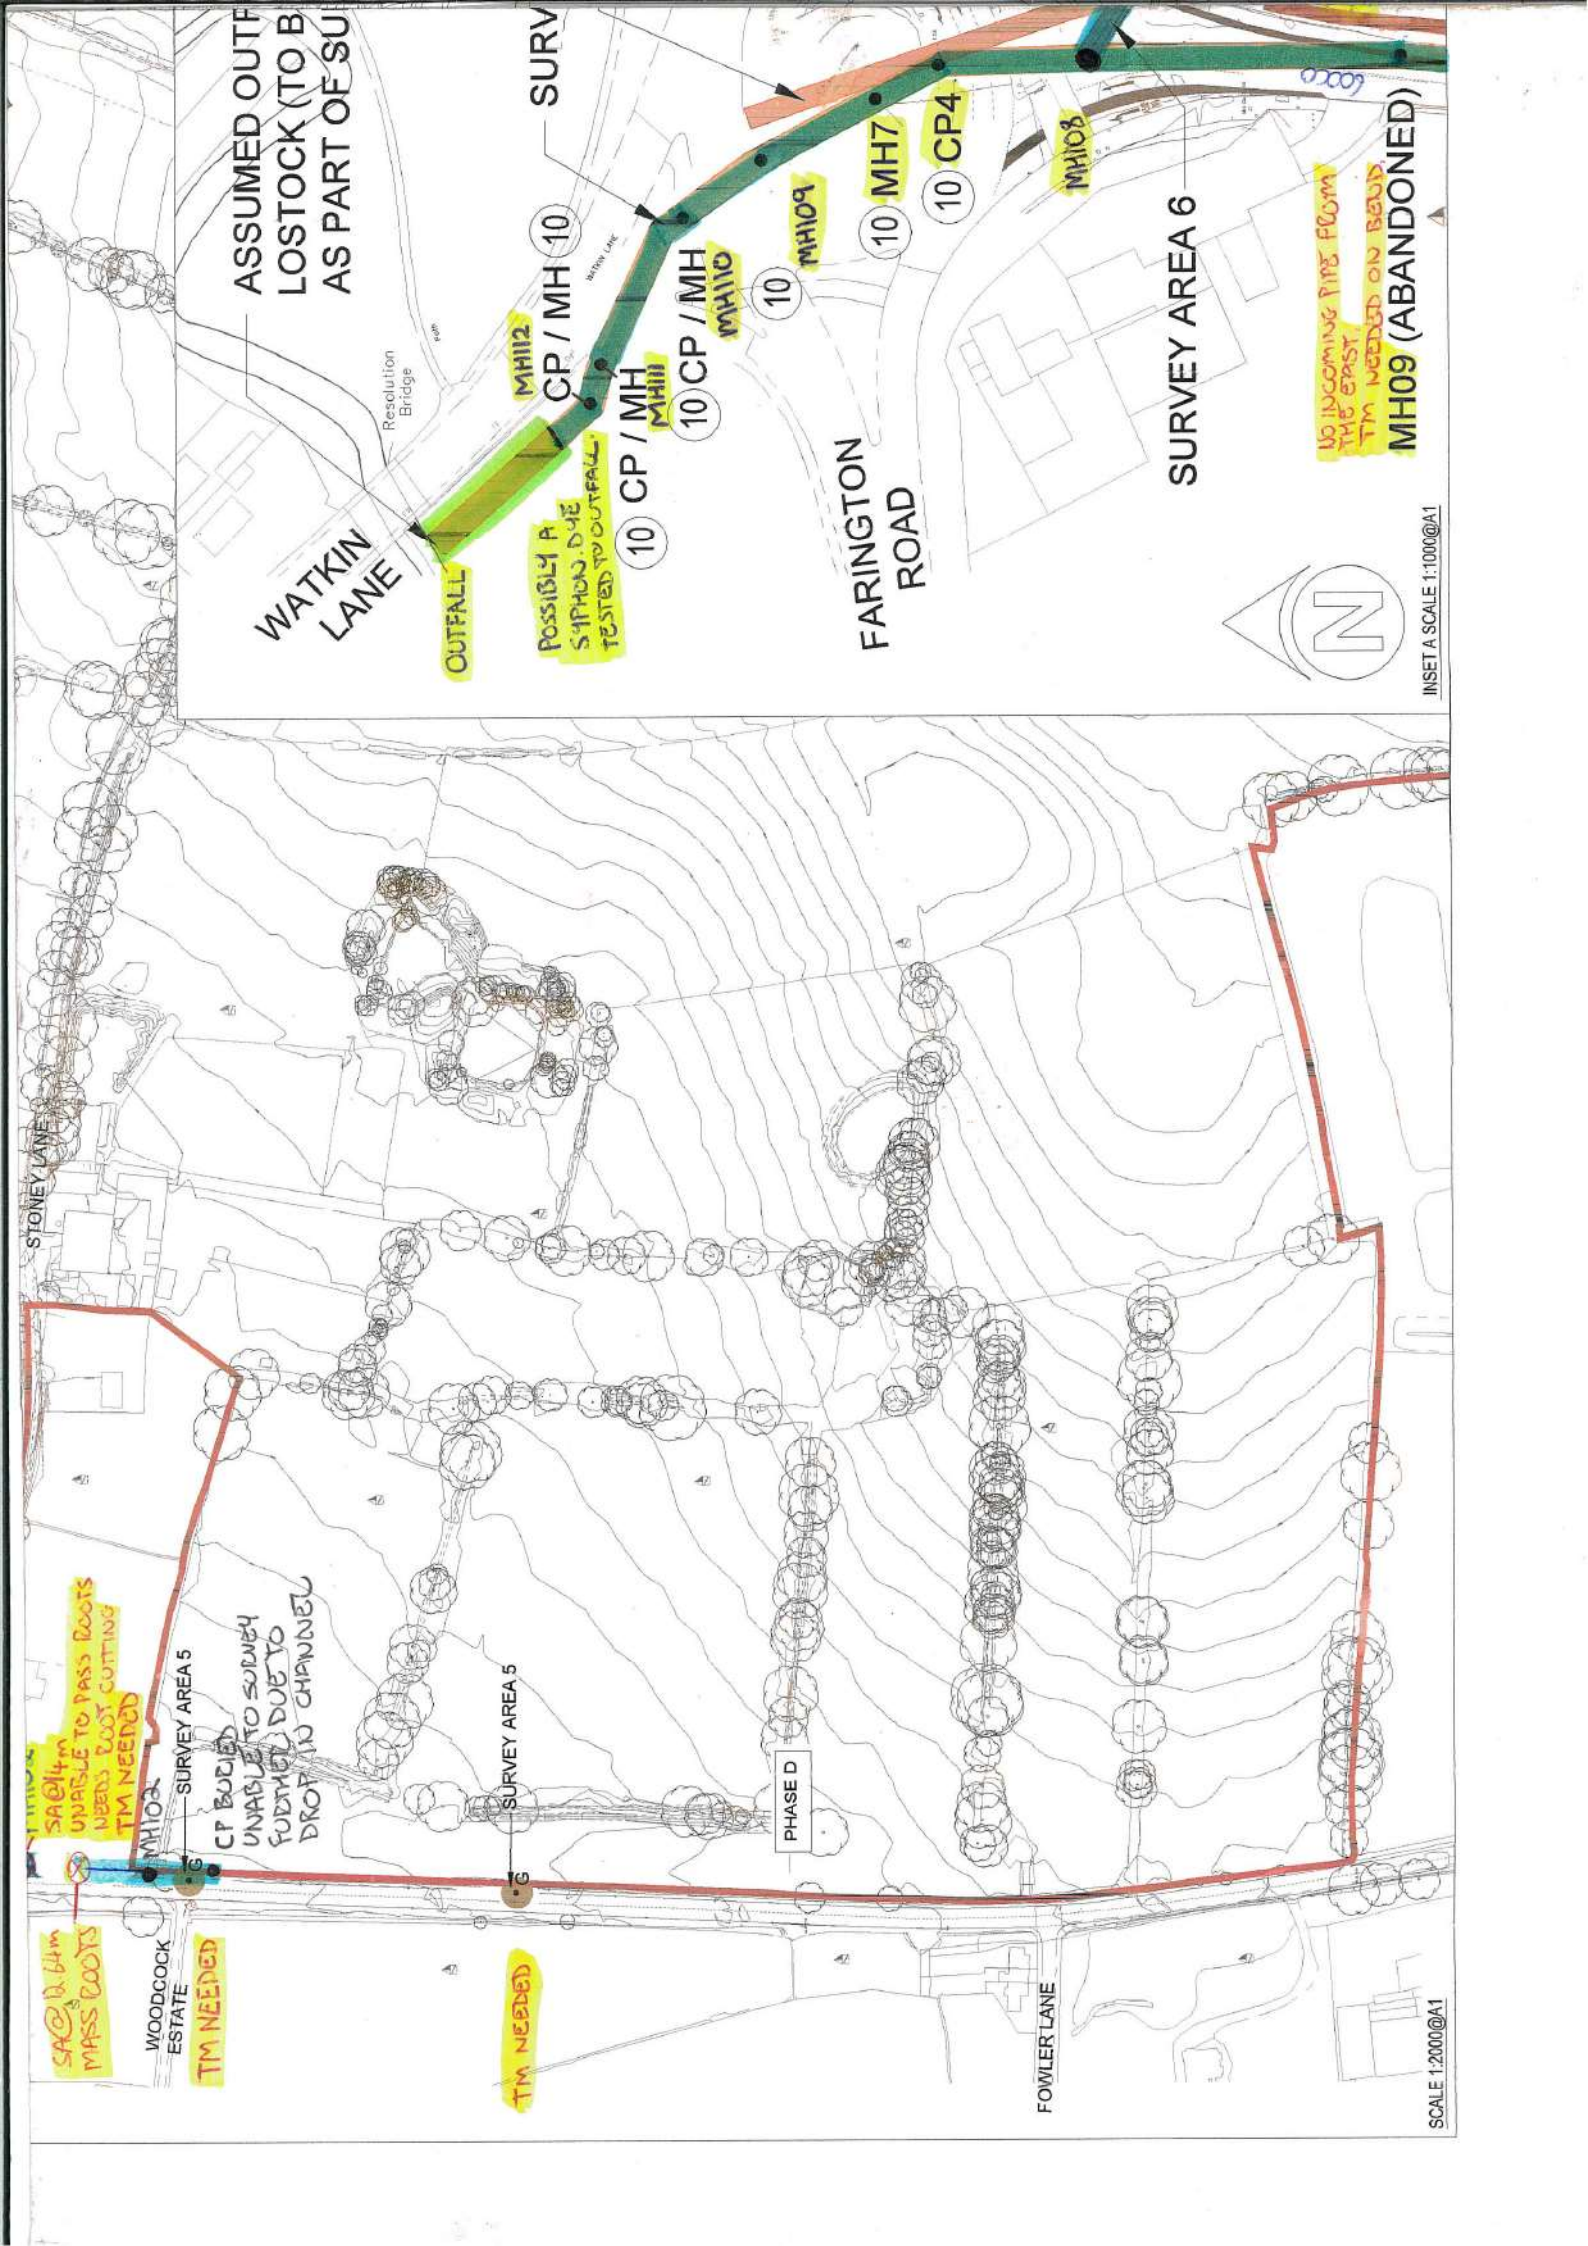 ASSUMED OUTF
LOSTOCK (TO B
AS PART OF SU
SURV
WATKIN
LANE
Resolution
Bridge
Path
WATKIN LANE
OUTFALL
MH112
CP / MH 10
POSSIBLY A
SYPHON. DYE
TESTED TO OUTFALL.
10 CP / MH
MH111
10 CP / MH
MH110
10
MH109
10 MH7
10 CP4
MH108
FARINGTON
ROAD
SURVEY AREA 6
NO INCOMING PIPE FROM
THE EAST.
TM NEEDED ON BEND.
MH09 (ABANDONED)
N
INSET A SCALE 1:1000@A1
STONEY LANE
SA@14m
UNABLE TO PASS ROOTS
NEEDS ROOT CUTTING
TM NEEDED
MH102
SURVEY AREA 5
G
CP BURIED
UNABLE TO SURVEY
FURTHER DUE TO
DROP IN CHANNEL
SURVEY AREA 5
G
PHASE D
SA@12.64m
MASS ROOTS
WOODCOCK
ESTATE
TM NEEDED
TM NEEDED
FOWLER LANE
SCALE 1:2000@A1